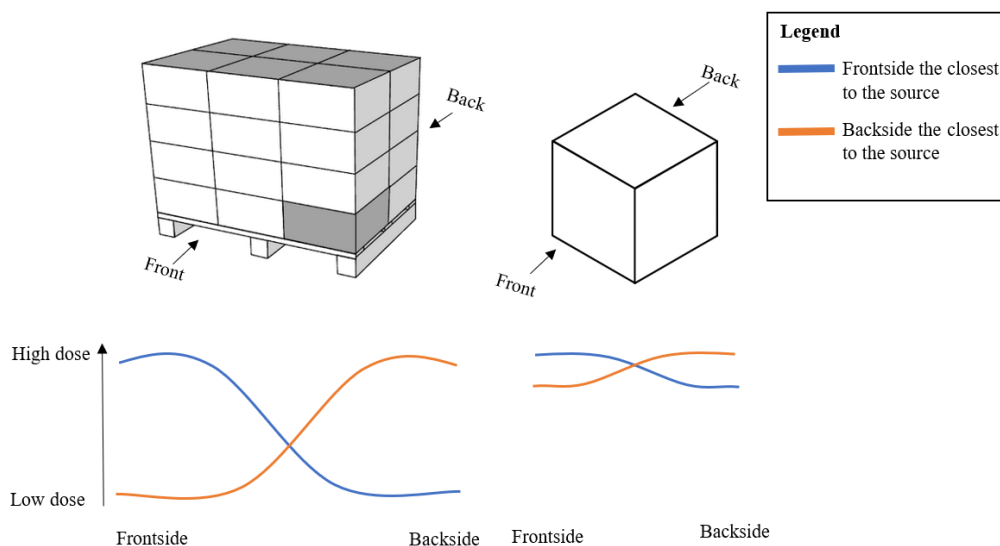 Legend
Frontside the closest
to the source
Backside the closest
to the source
Back
Front
Back
Front
High dose
Low dose
Frontside
Backside
Frontside
Backside